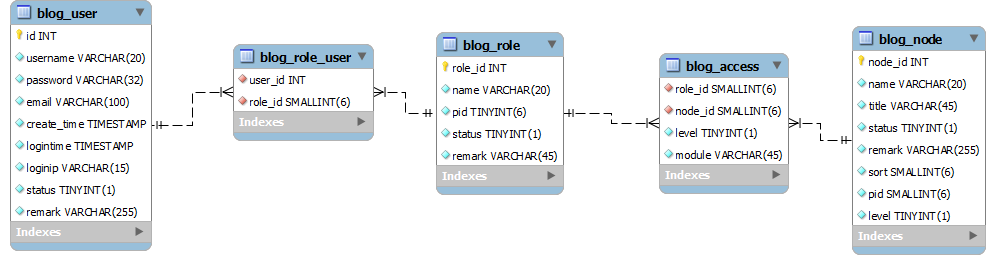 blog_user
id INT
username VARCHAR(20)
password VARCHAR(32)
email VARCHAR(100)
create_time TIMESTAMP
logintime TIMESTAMP
loginip VARCHAR(15)
status TINYINT(1)
remark VARCHAR(255)
Indexes
blog_role_user
user_id INT
role_id SMALLINT(6)
Indexes
blog_role
role_id INT
name VARCHAR(20)
pid TINYINT(6)
status TINYINT(1)
remark VARCHAR(45)
Indexes
blog_access
role_id SMALLINT(6)
node_id SMALLINT(6)
level TINYINT(1)
module VARCHAR(45)
Indexes
blog_node
node_id INT
name VARCHAR(20)
title VARCHAR(45)
status TINYINT(1)
remark VARCHAR(255)
sort SMALLINT(6)
pid SMALLINT(6)
level TINYINT(1)
Indexes